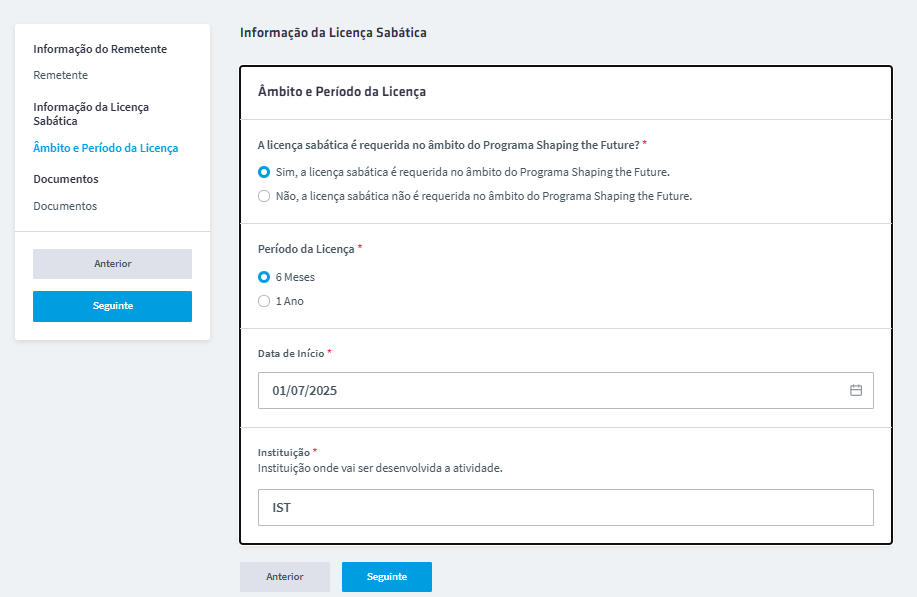 Informação da Licença Sabática
Informação do Remetente
Remetente
Informação da Licença
Sabática
Âmbito e Período da Licença
Documentos
Documentos
Anterior
Seguinte
Âmbito e Período da Licença
A licença sabática é requerida no âmbito do Programa Shaping the Future? *
Sim, a licença sabática é requerida no âmbito do Programa Shaping the Future.
Não, a licença sabática não é requerida no âmbito do Programa Shaping the Future.
Período da Licença *
6 Meses
1 Ano
Data de Início *
01/07/2025
Instituição *
Instituição onde vai ser desenvolvida a atividade.
IST
Anterior
Seguinte